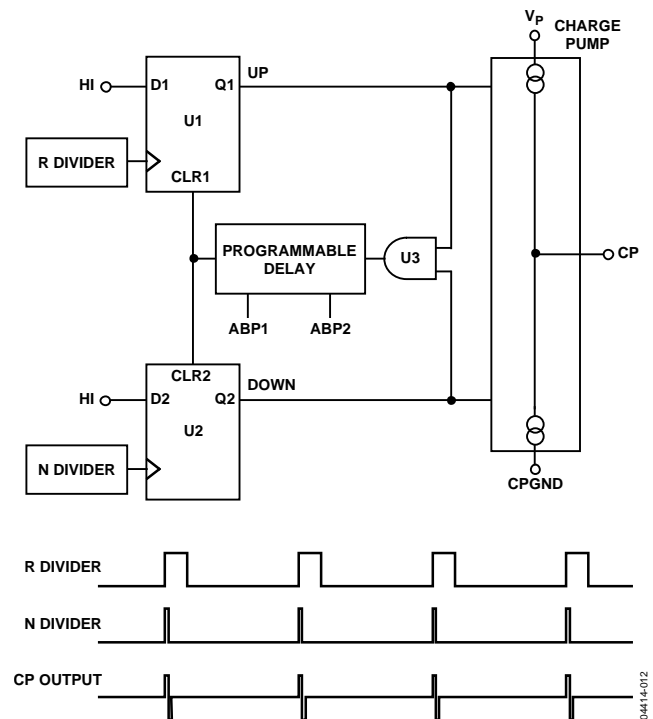 VP
CHARGE
PUMP
HI
D1
Q1
UP
U1
R DIVIDER
CLR1
PROGRAMMABLE
DELAY
U3
CP
ABP1
ABP2
CLR2
DOWN
HI
D2
Q2
U2
N DIVIDER
CPGND
R DIVIDER
N DIVIDER
CP OUTPUT
04414-012